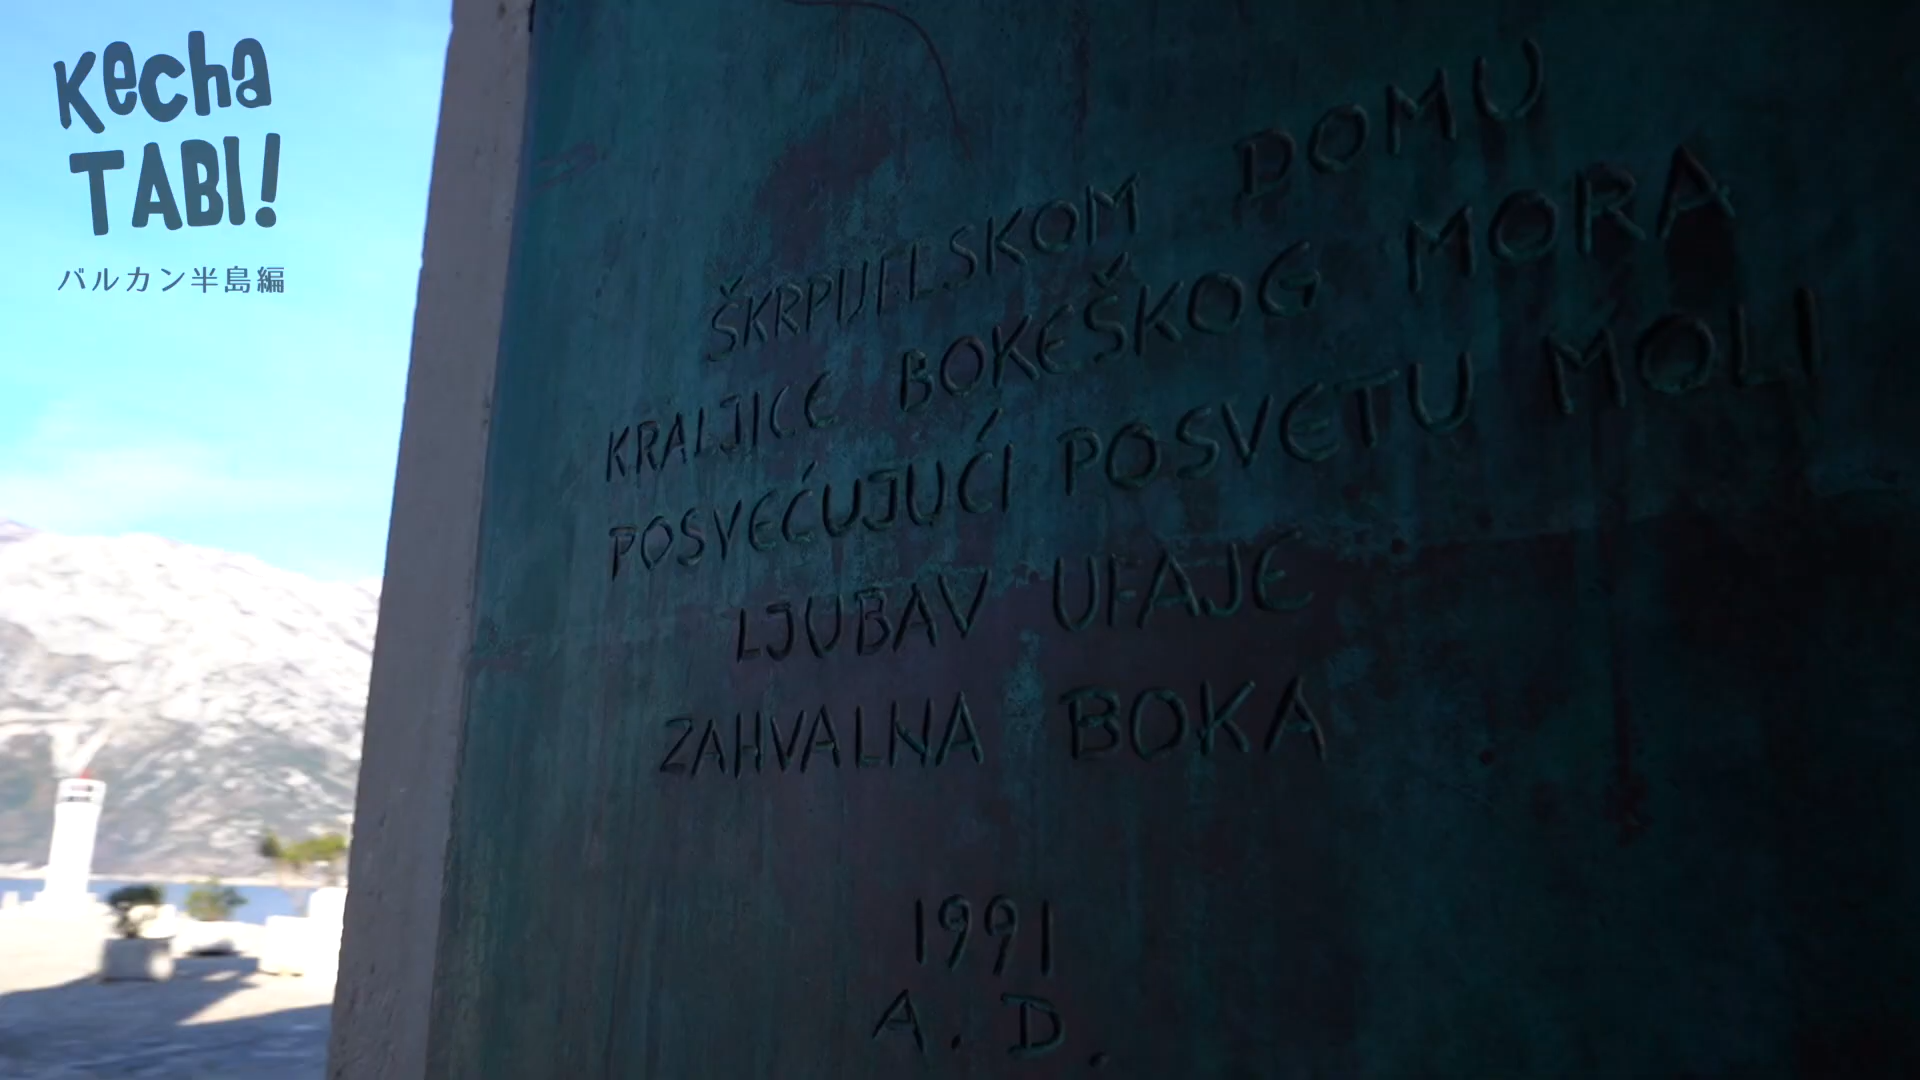 Kecha
TABI!
バルカン半島編
ŠKRPIJELSKOM DOMU
KRALJICE BOKEŠKOG MORA
POSVEĆUJUĆI POSVETU MOLI
LJUBAV UFAJE
ZAHVALNA BOKA
1991
A. D.